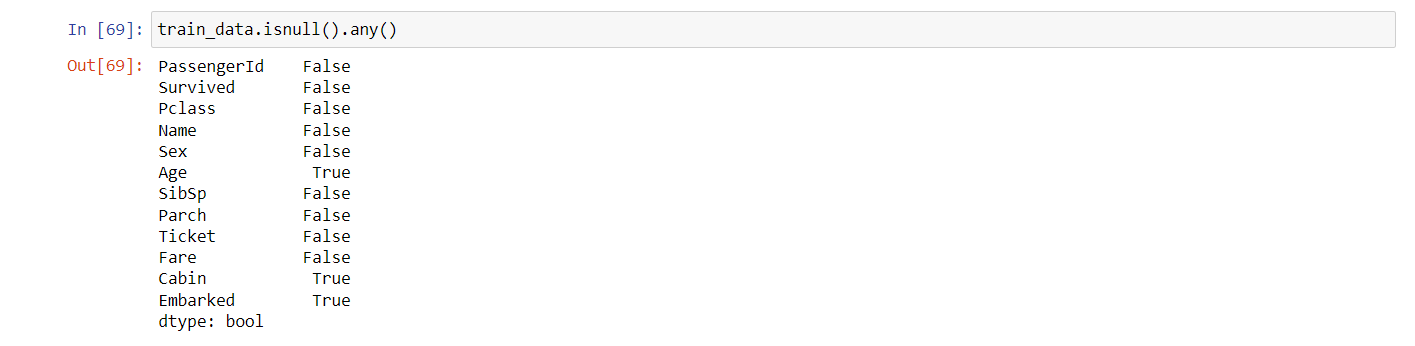 In [69]: train_data.isnull().any()
Out[69]: PassengerId    False
Survived       False
Pclass         False
Name           False
Sex            False
Age             True
SibSp          False
Parch          False
Ticket         False
Fare           False
Cabin           True
Embarked        True
dtype: bool